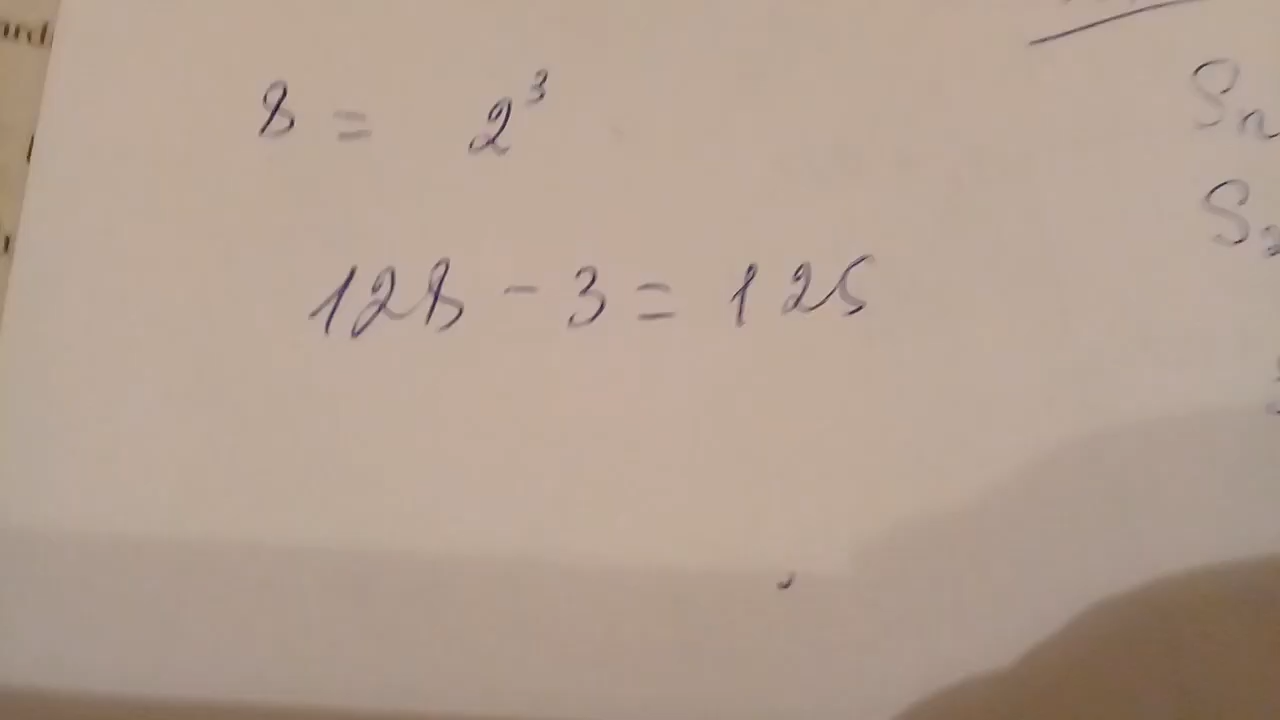 8 = 2³
128 - 3 = 125
S
S